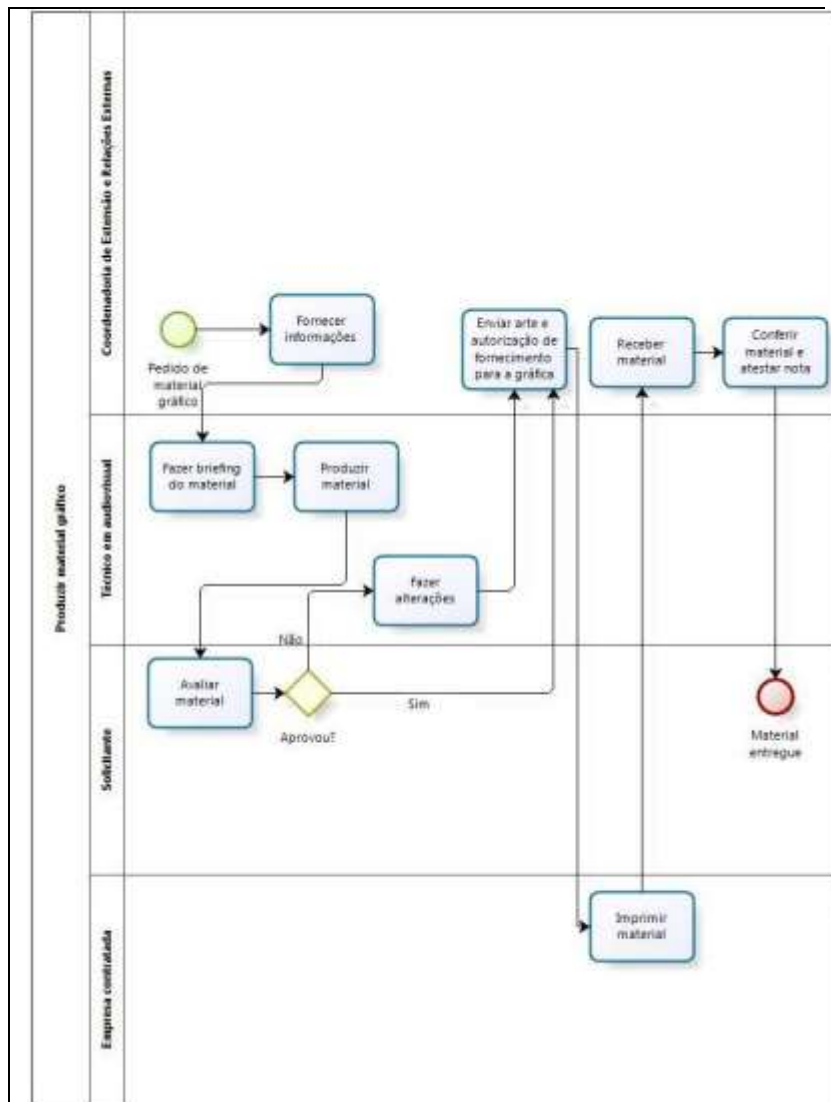 Produzir material gráfico
Coordenadoria de Extensão e Relações Externas
Pedido de
material
gráfico
Fornecer
informações
Enviar arte e
autorização de
fornecimento
para a gráfica
Receber
material
Conferir
material e
atestar nota
Técnico em audiovisual
Fazer briefing
do material
Produzir
material
Fazer
alterações
Solicitante
Avaliar
material
Não
Aprovou?
Sim
Material
entregue
Empresa contratada
Imprimir
material